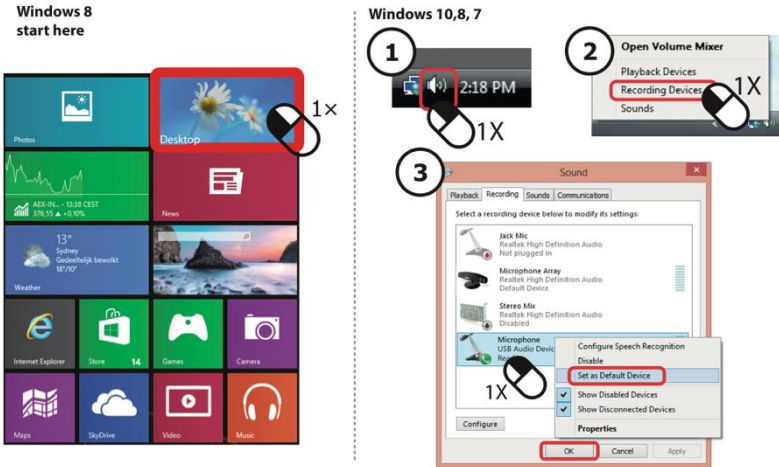 Windows 8
start here
Photos
Desktop
1×
AEX-IN... - 13:38 CEST
376,55 ▲ +0,10%
News
13°
Sydney
Gedeeltelijk bewolkt
18°/10°
Weather
Internet Explorer
Store 14
Games
Camera
Maps
SkyDrive
Video
Music
Windows 10,8, 7
1
2:18 PM
1X
2
Open Volume Mixer
Playback Devices
Recording Devices
Sounds
1X
3
Sound
Playback Recording Sounds Communications
Select a recording device below to modify its settings:
Jack Mic
Realtek High Definition Audio
Not plugged in
Microphone Array
Realtek High Definition Audio
Default Device
Stereo Mix
Realtek High Definition Audio
Disabled
Microphone
USB Audio Devic
1X
Configure Speech Recognition
Disable
Set as Default Device
Show Disabled Devices
Show Disconnected Devices
Properties
Configure
OK Cancel Apply